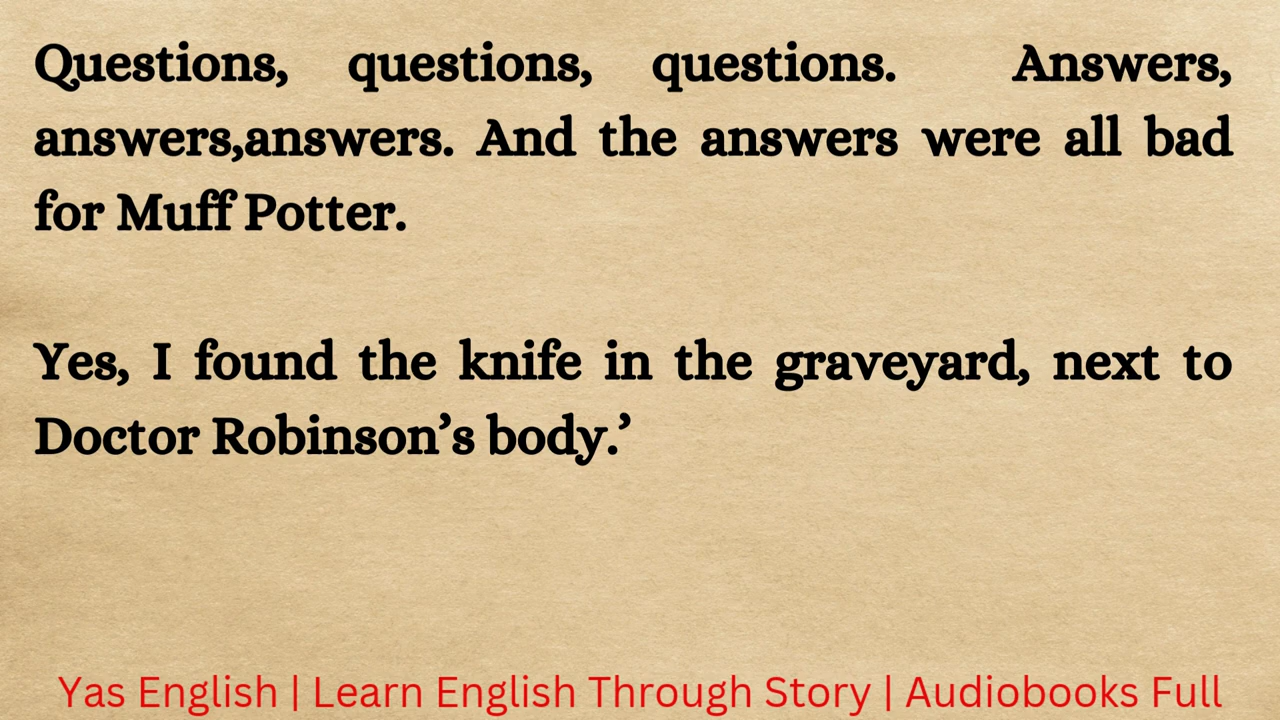 Questions, questions, questions. Answers,
answers,answers. And the answers were all bad
for Muff Potter.
Yes, I found the knife in the graveyard, next to
Doctor Robinson’s body.’
Yas English | Learn English Through Story | Audiobooks Full